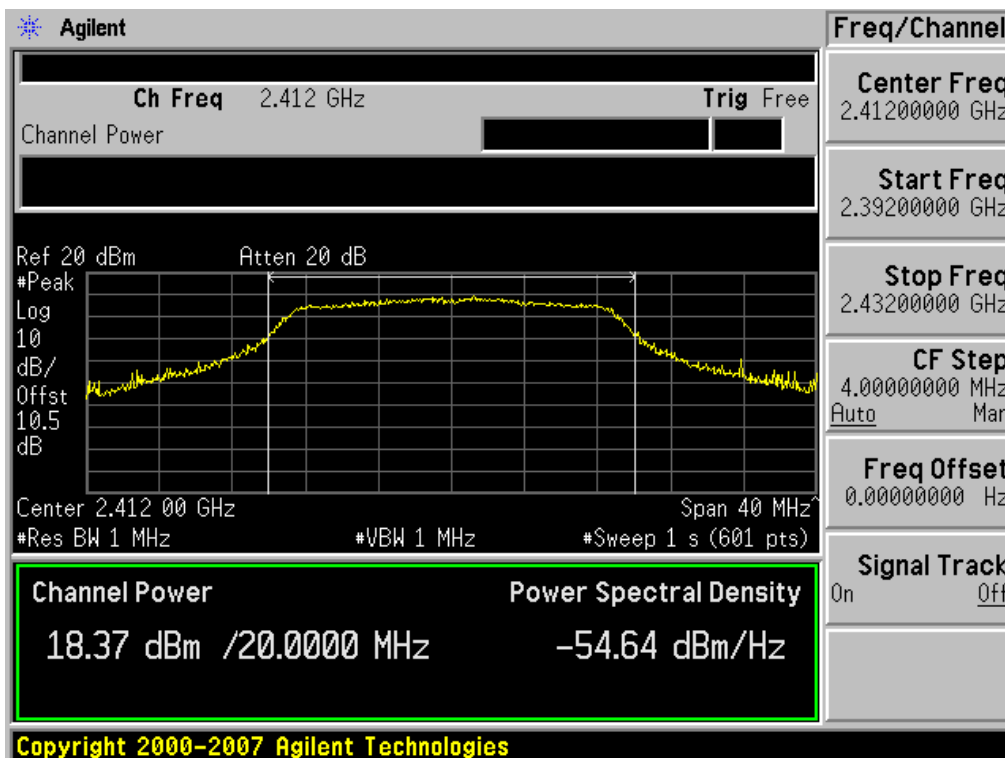 Agilent
Freq/Channel
Ch Freq 2.412 GHz Trig Free
Channel Power
Center Freq
2.41200000 GHz
Start Freq
2.39200000 GHz
Stop Freq
2.43200000 GHz
CF Step
4.00000000 MHz
Auto Man
Freq Offset
0.00000000 Hz
Signal Track
On Off
Ref 20 dBm Atten 20 dB
#Peak
Log
10
dB/
Offst
10.5
dB
Center 2.412 00 GHz Span 40 MHz^
#Res BW 1 MHz #VBW 1 MHz #Sweep 1 s (601 pts)
Channel Power Power Spectral Density
18.37 dBm /20.0000 MHz -54.64 dBm/Hz
Copyright 2000-2007 Agilent Technologies